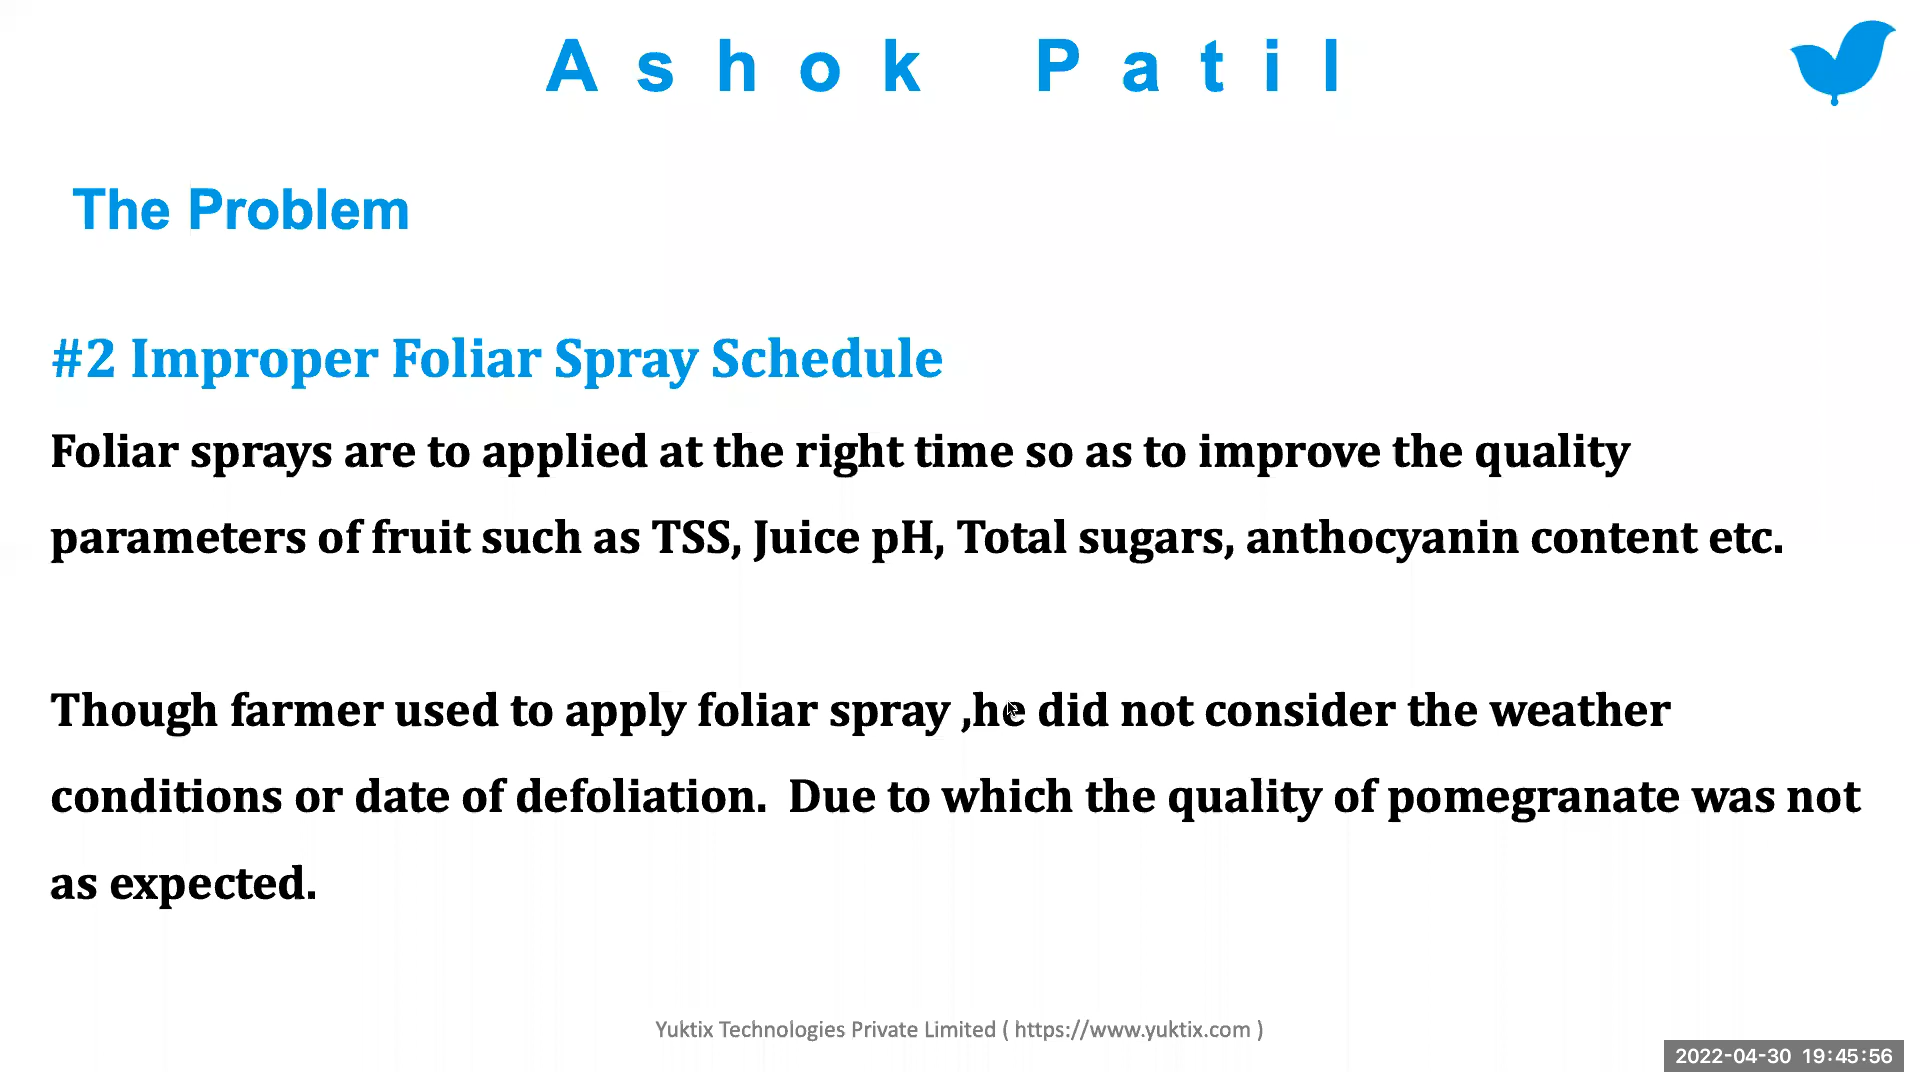 Ashok Patil
The Problem
#2 Improper Foliar Spray Schedule
Foliar sprays are to applied at the right time so as to improve the quality
parameters of fruit such as TSS, Juice pH, Total sugars, anthocyanin content etc.
Though farmer used to apply foliar spray ,he did not consider the weather
conditions or date of defoliation.  Due to which the quality of pomegranate was not
as expected.
Yuktix Technologies Private Limited ( https://www.yuktix.com )
2022-04-30 19:45:56